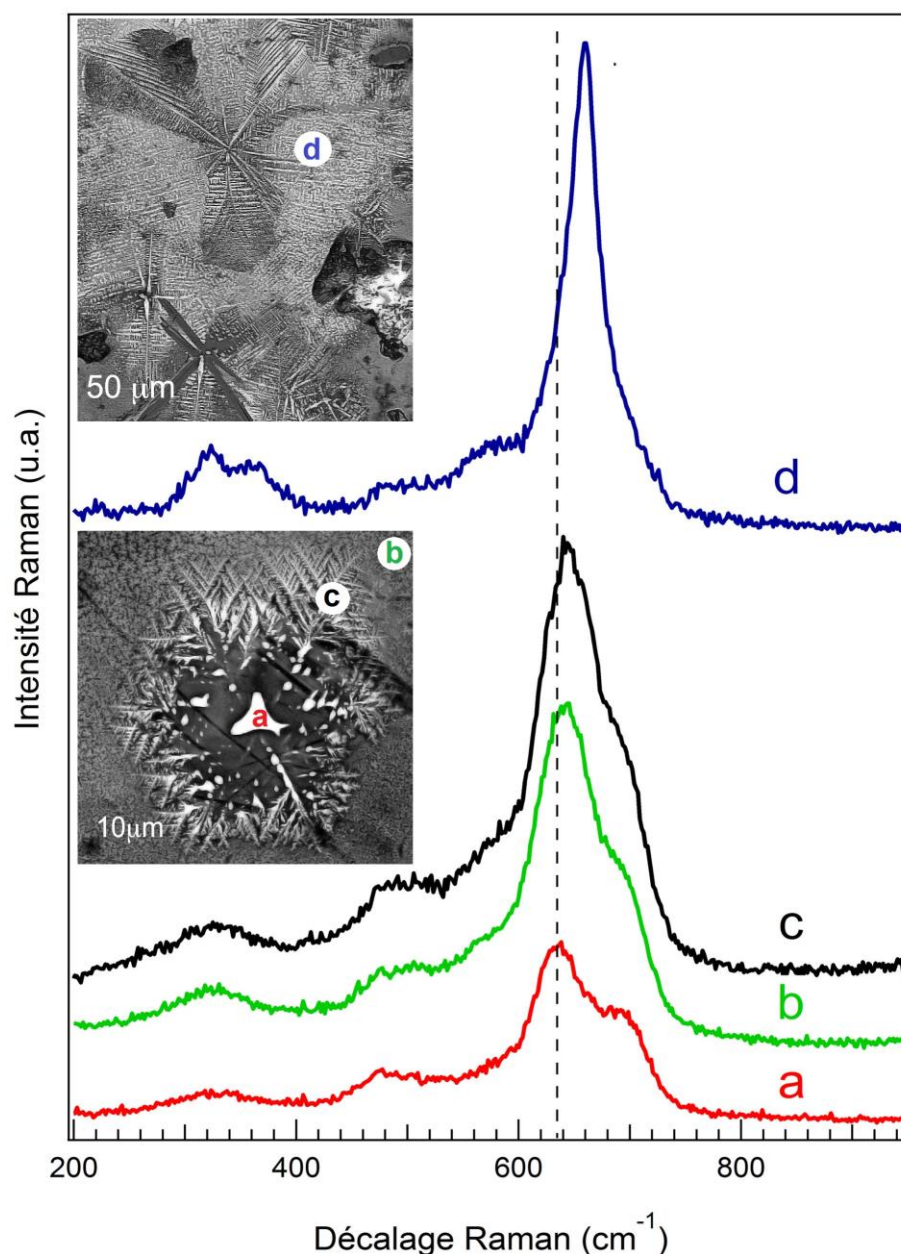 d
50 μm
d
b
c
a
10μm
c
b
a
Intensité Raman (u.a.)
200 400 600 800
Décalage Raman (cm⁻¹)